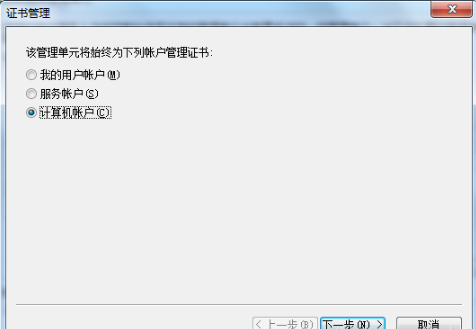 证书管理
该管理单元将始终为下列帐户管理证书:
我的用户帐户(M)
服务帐户(S)
计算机帐户(C)
< 上一步(B) 下一步(N) > 取消